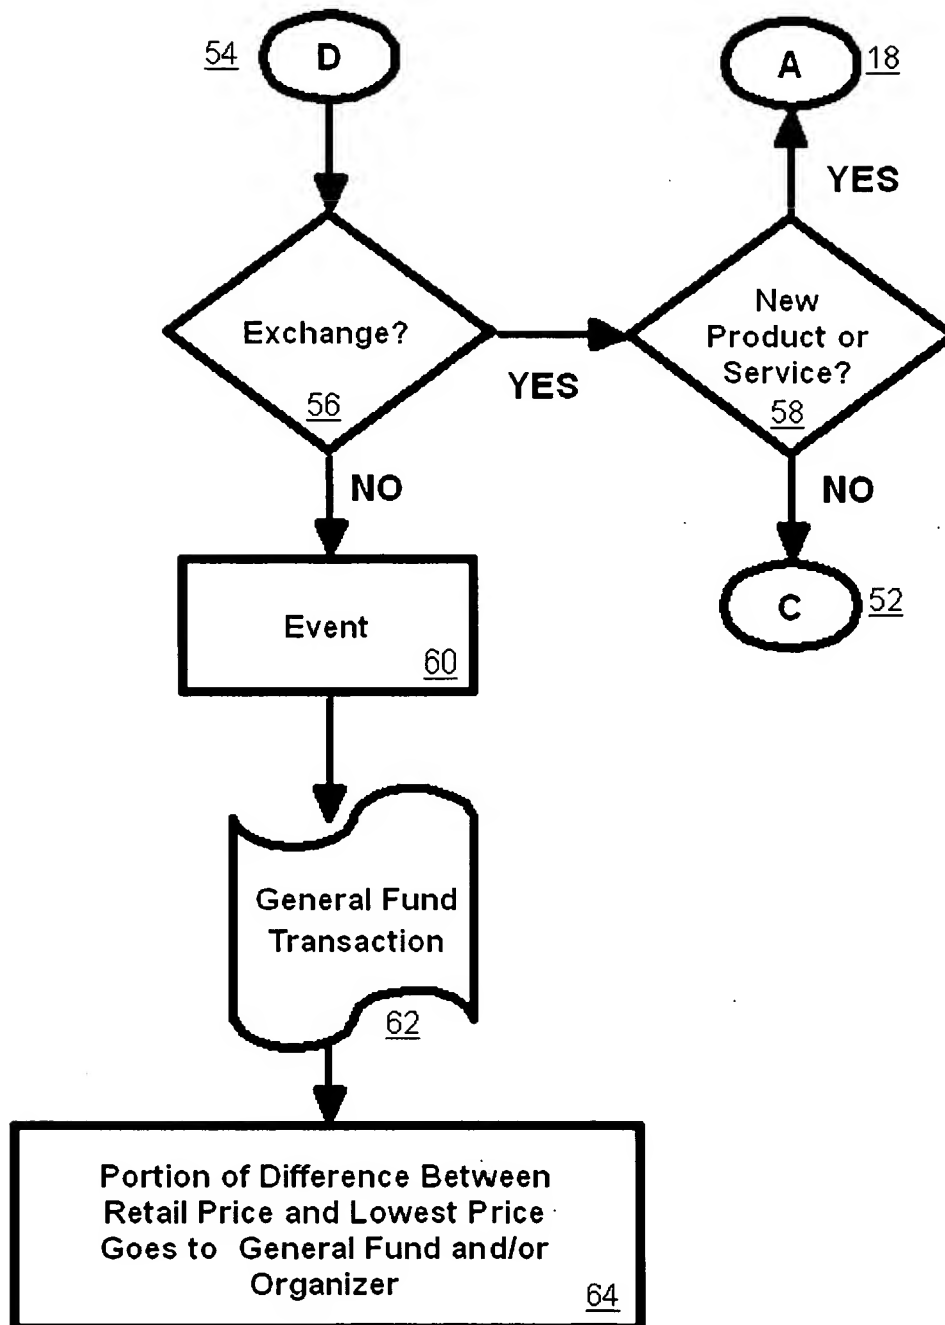 54
D
A
18
YES
Exchange?
56
YES
New
Product or
Service?
58
NO
NO
Event
60
C
52
General Fund
Transaction
62
Portion of Difference Between
Retail Price and Lowest Price
Goes to General Fund and/or
Organizer
64